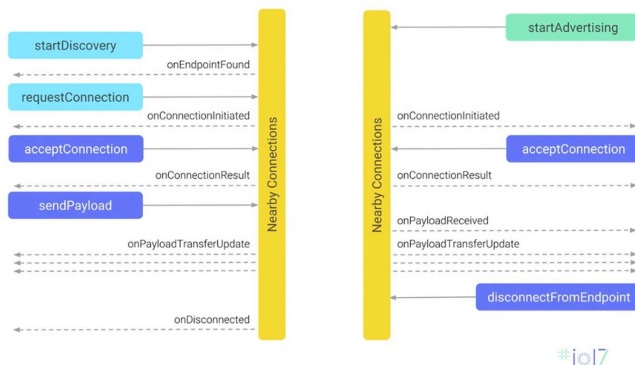 startDiscovery
startAdvertising
onEndpointFound
requestConnection
onConnectionInitiated
onConnectionInitiated
acceptConnection
Nearby Connections
Nearby Connections
acceptConnection
onConnectionResult
onConnectionResult
sendPayload
onPayloadReceived
onPayloadTransferUpdate
onPayloadTransferUpdate
disconnectFromEndpoint
onDisconnected
#io17